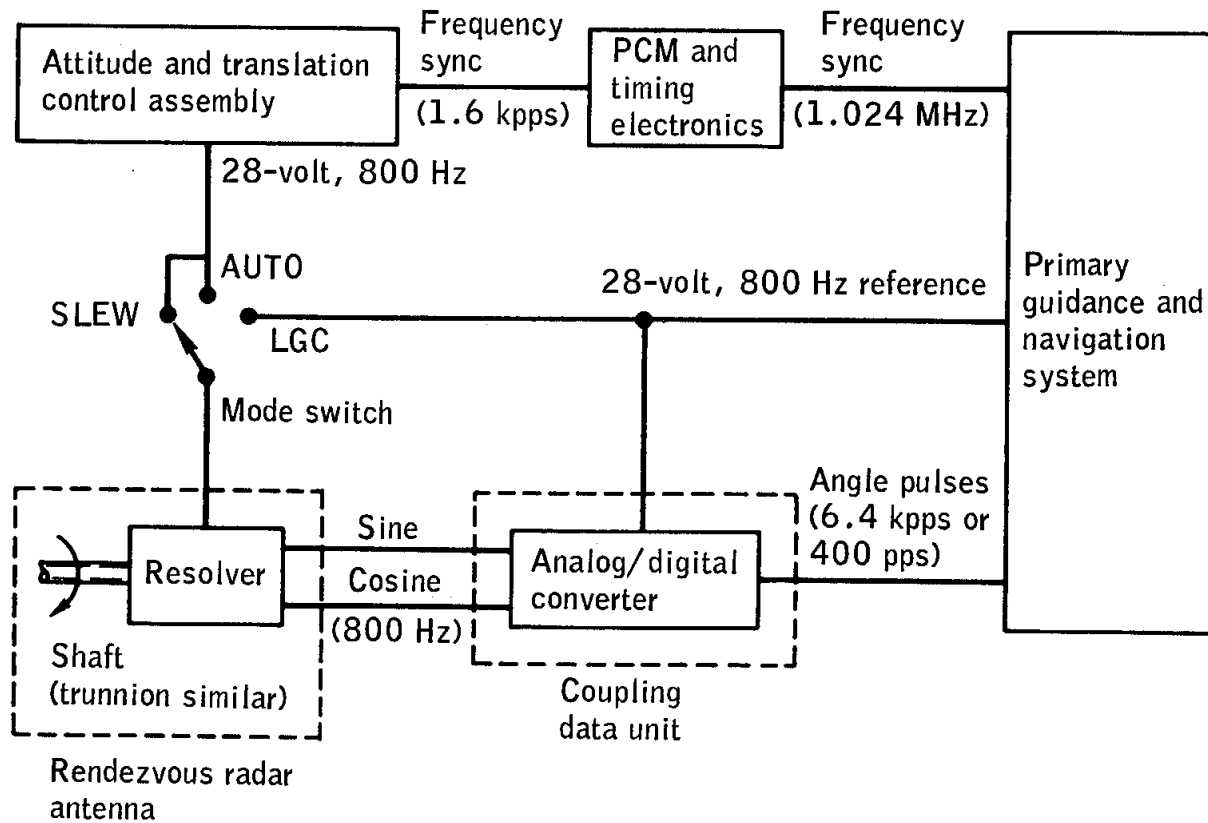 Attitude and translation
control assembly
Frequency
sync
(1.6 kpps)
PCM and
timing
electronics
Frequency
sync
(1.024 MHz)
28-volt, 800 Hz
AUTO
SLEW
LGC
Mode switch
28-volt, 800 Hz reference
Primary
guidance and
navigation
system
Resolver
Sine
Cosine
(800 Hz)
Analog/digital
converter
Angle pulses
(6.4 kpps or
400 pps)
Shaft
(trunnion similar)
Coupling
data unit
Rendezvous radar
antenna